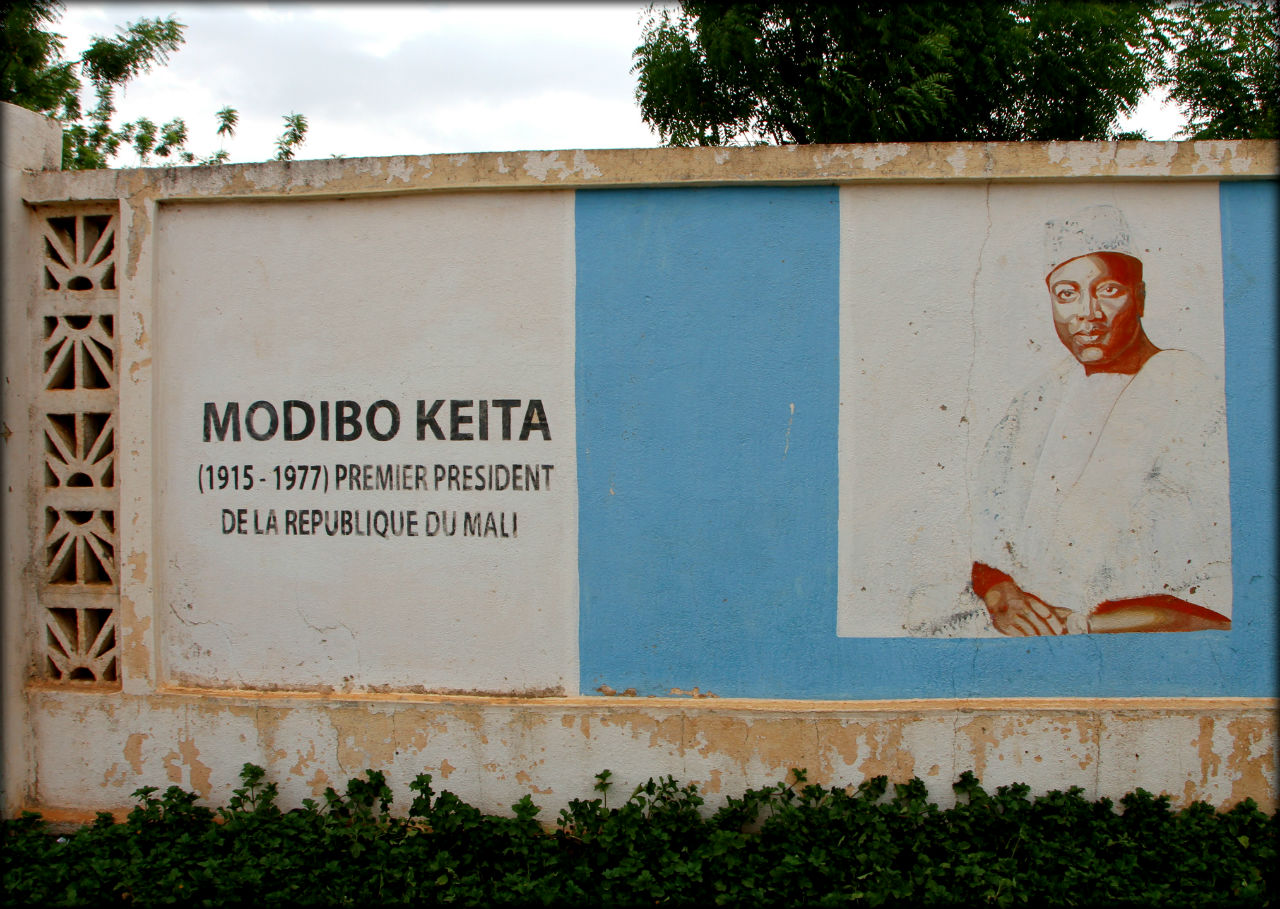 MODIBO KEITA
(1915 - 1977) PREMIER PRESIDENT
DE LA REPUBLIQUE DU MALI